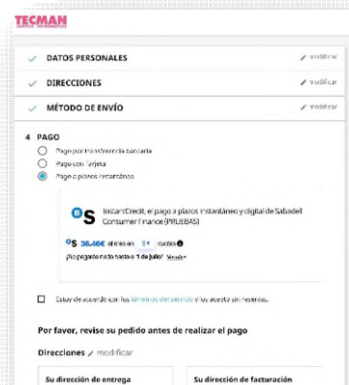 TECMAN
DATOS PERSONALES
modificar
DIRECCIONES
modificar
MÉTODO DE ENVÍO
modificar
4 PAGO
Pago por transferencia bancaria
Pago con Tarjeta
Pago a plazos instantáneo
InstantCredit, el pago a plazos instantáneo y digital de Sabadell
Consumer Finance (PRUEBAS)
al mes en cuotas
¡No pagarás nada hasta el 1 de julio!
Estoy de acuerdo con los términos del servicio y los acepto sin reservas.
Por favor, revise su pedido antes de realizar el pago
Direcciones modificar
Su dirección de entrega
Su dirección de facturación